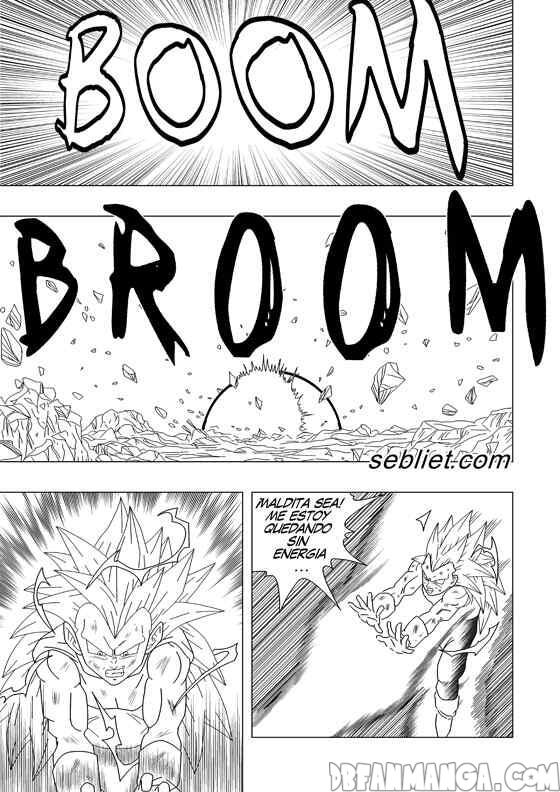 BOOM
BROOM
sebliet.com
¡MALDITA SEA!
ME ESTOY
QUEDANDO
SIN
ENERGIA
...
DBFANMANGA.COM